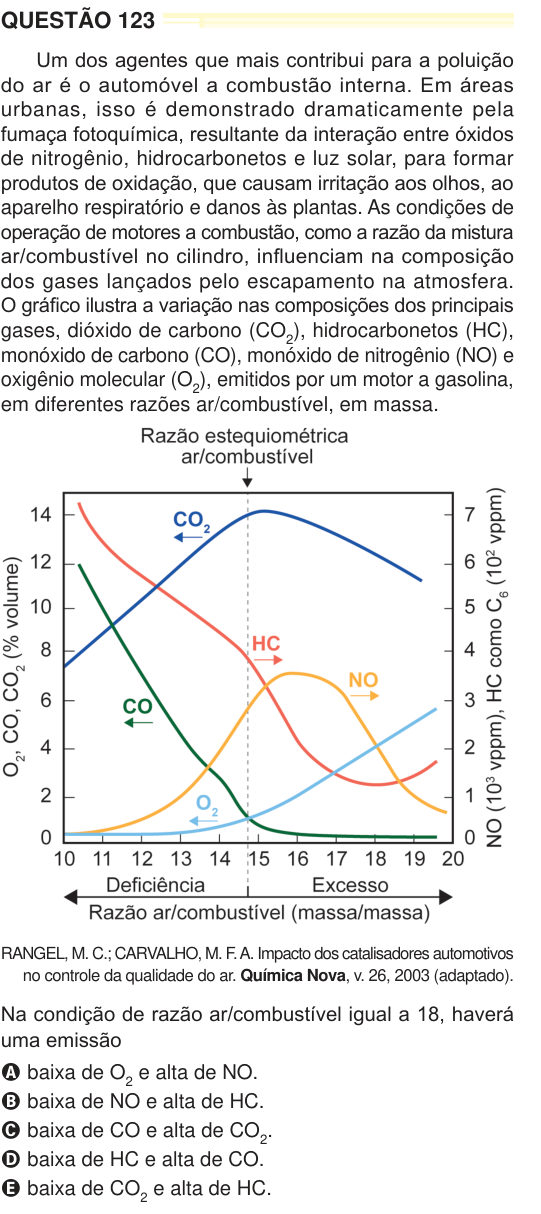 QUESTÃO 123
Um dos agentes que mais contribui para a poluição
do ar é o automóvel a combustão interna. Em áreas
urbanas, isso é demonstrado dramaticamente pela
fumaça fotoquímica, resultante da interação entre óxidos
de nitrogênio, hidrocarbonetos e luz solar, para formar
produtos de oxidação, que causam irritação aos olhos, ao
aparelho respiratório e danos às plantas. As condições de
operação de motores a combustão, como a razão da mistura
ar/combustível no cilindro, influenciam na composição
dos gases lançados pelo escapamento na atmosfera.
O gráfico ilustra a variação nas composições dos principais
gases, dióxido de carbono (CO₂), hidrocarbonetos (HC),
monóxido de carbono (CO), monóxido de nitrogênio (NO) e
oxigênio molecular (O₂), emitidos por um motor a gasolina,
em diferentes razões ar/combustível, em massa.
Razão estequiométrica
ar/combustível
O₂, CO, CO₂ (% volume)
14
12
10
8
6
4
2
0
CO₂
HC
NO
CO
O₂
7
6
5
4
3
2
1
0
NO (10³ vppm), HC como C₆ (10² vppm)
10 11 12 13 14 15 16 17 18 19 20
Deficiência Excesso
Razão ar/combustível (massa/massa)
RANGEL, M. C.; CARVALHO, M. F. A. Impacto dos catalisadores automotivos
no controle da qualidade do ar. Química Nova, v. 26, 2003 (adaptado).
Na condição de razão ar/combustível igual a 18, haverá
uma emissão
A baixa de O₂ e alta de NO.
B baixa de NO e alta de HC.
C baixa de CO e alta de CO₂.
D baixa de HC e alta de CO.
E baixa de CO₂ e alta de HC.